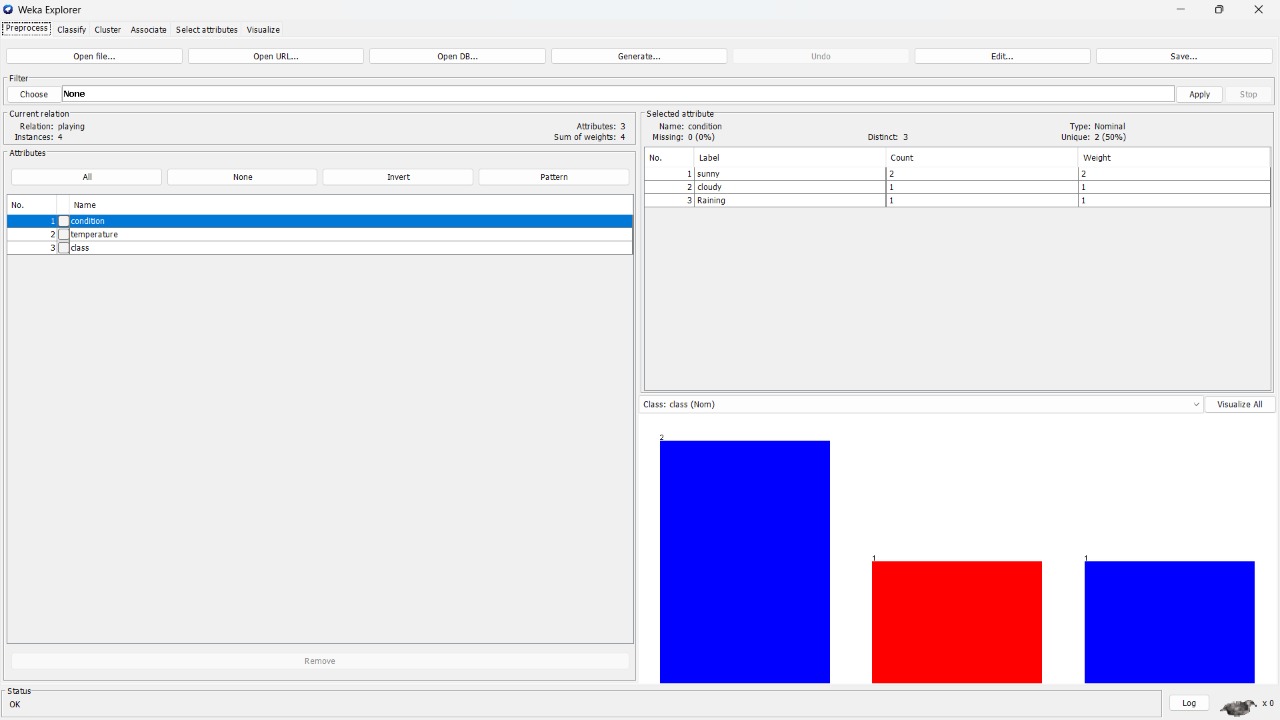 Weka Explorer
Preprocess Classify Cluster Associate Select attributes Visualize
Open file... Open URL... Open DB... Generate... Undo Edit... Save...
Filter
Choose None Apply Stop
Current relation
Relation: playing Attributes: 3
Instances: 4 Sum of weights: 4
Attributes
All None Invert Pattern
No. Name
1 condition
2 temperature
3 class
Remove
Selected attribute
Name: condition Type: Nominal
Missing: 0 (0%) Distinct: 3 Unique: 2 (50%)
No. Label Count Weight
1 sunny 2 2
2 cloudy 1 1
3 Raining 1 1
Class: class (Nom) Visualize All
2
1 1
Status
OK Log x 0